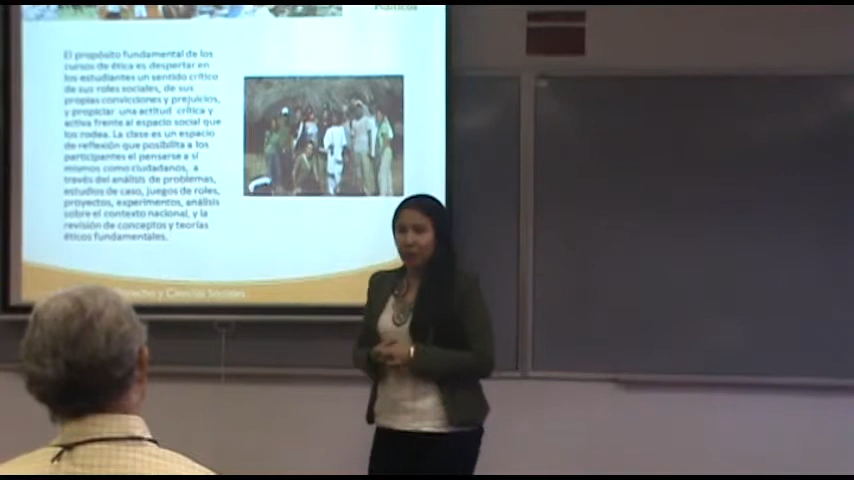 Políticos
El propósito fundamental de los
cursos de ética es despertar en
los estudiantes un sentido crítico
de sus roles sociales, de sus
propias convicciones y prejuicios,
y propiciar una actitud crítica y
activa frente al espacio social que
los rodea. La clase es un espacio
de reflexión que posibilita a los
participantes el pensarse a sí
mismos como ciudadanos, a
través del análisis de problemas,
estudios de caso, juegos de roles,
proyectos, experimentos, análisis
sobre el contexto nacional, y la
revisión de conceptos y teorías
éticos fundamentales.
Derecho y Ciencias Sociales